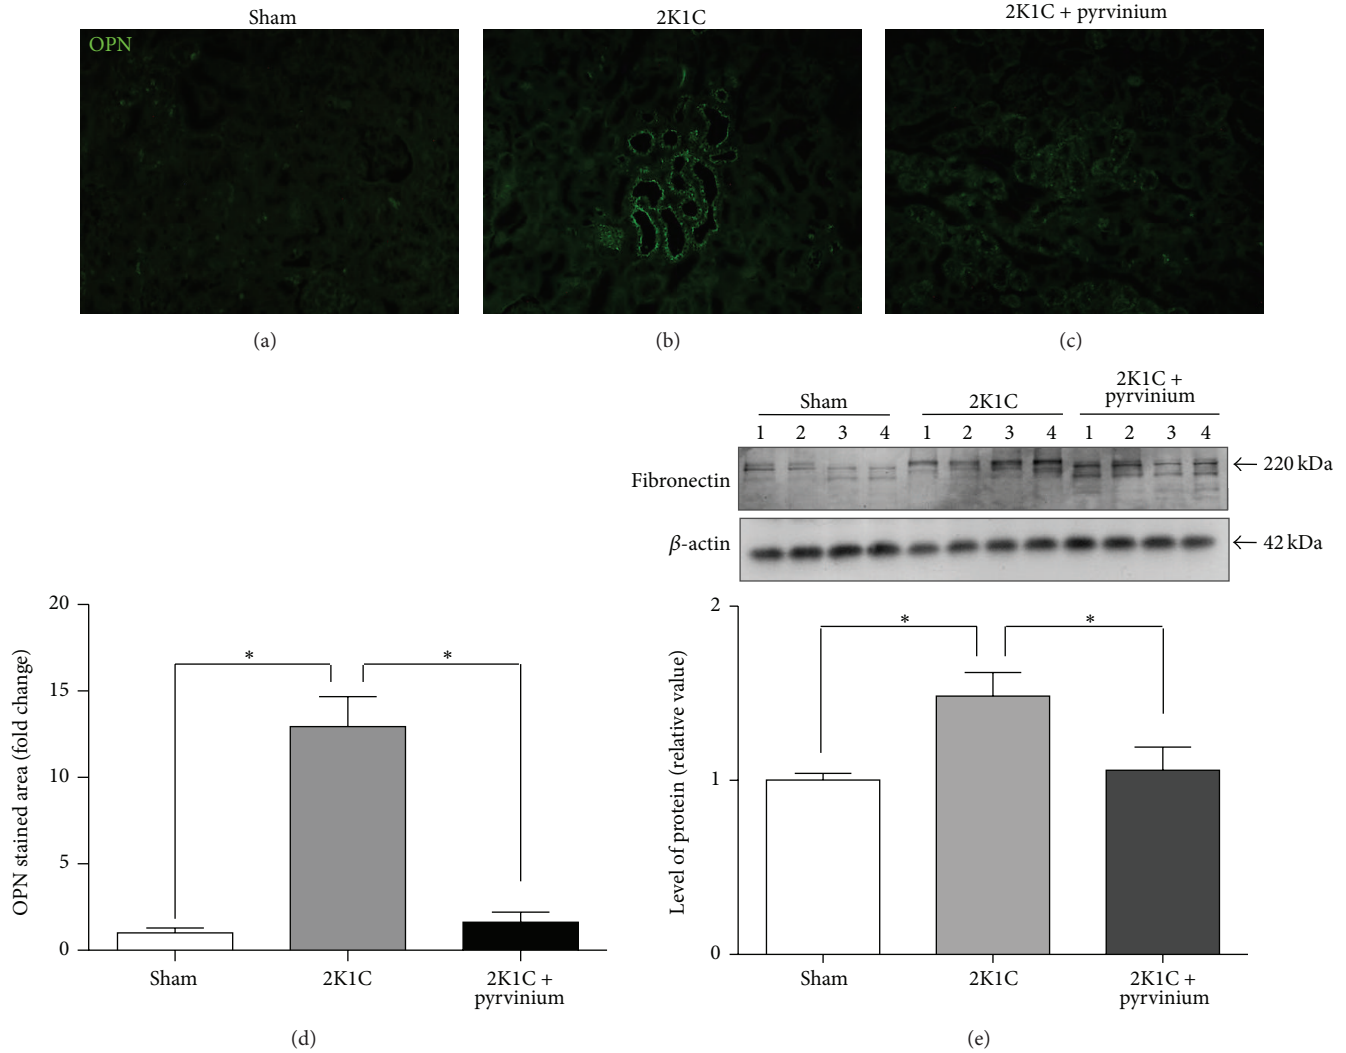 Sham
2K1C
2K1C + pyrvinium
OPN
(a)
(b)
(c)
Sham
2K1C
2K1C +
pyrvinium
1 2 3 4 1 2 3 4 1 2 3 4
Fibronectin
← 220 kDa
β-actin
← 42 kDa
20
15
10
5
0
OPN stained area (fold change)
* *
Sham
2K1C
2K1C +
pyrvinium
(d)
2
1
0
Level of protein (relative value)
* *
Sham
2K1C
2K1C +
pyrvinium
(e)